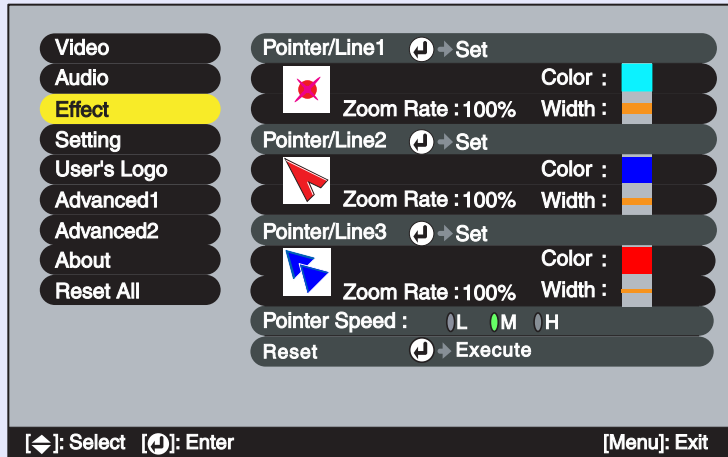 Video
Audio
Effect
Setting
User's Logo
Advanced1
Advanced2
About
Reset All
Pointer/Line1 Set
Color :
Zoom Rate : 100% Width :
Pointer/Line2 Set
Color :
Zoom Rate : 100% Width :
Pointer/Line3 Set
Color :
Zoom Rate : 100% Width :
Pointer Speed : L M H
Reset Execute
[ ]: Select [ ]: Enter [Menu]: Exit